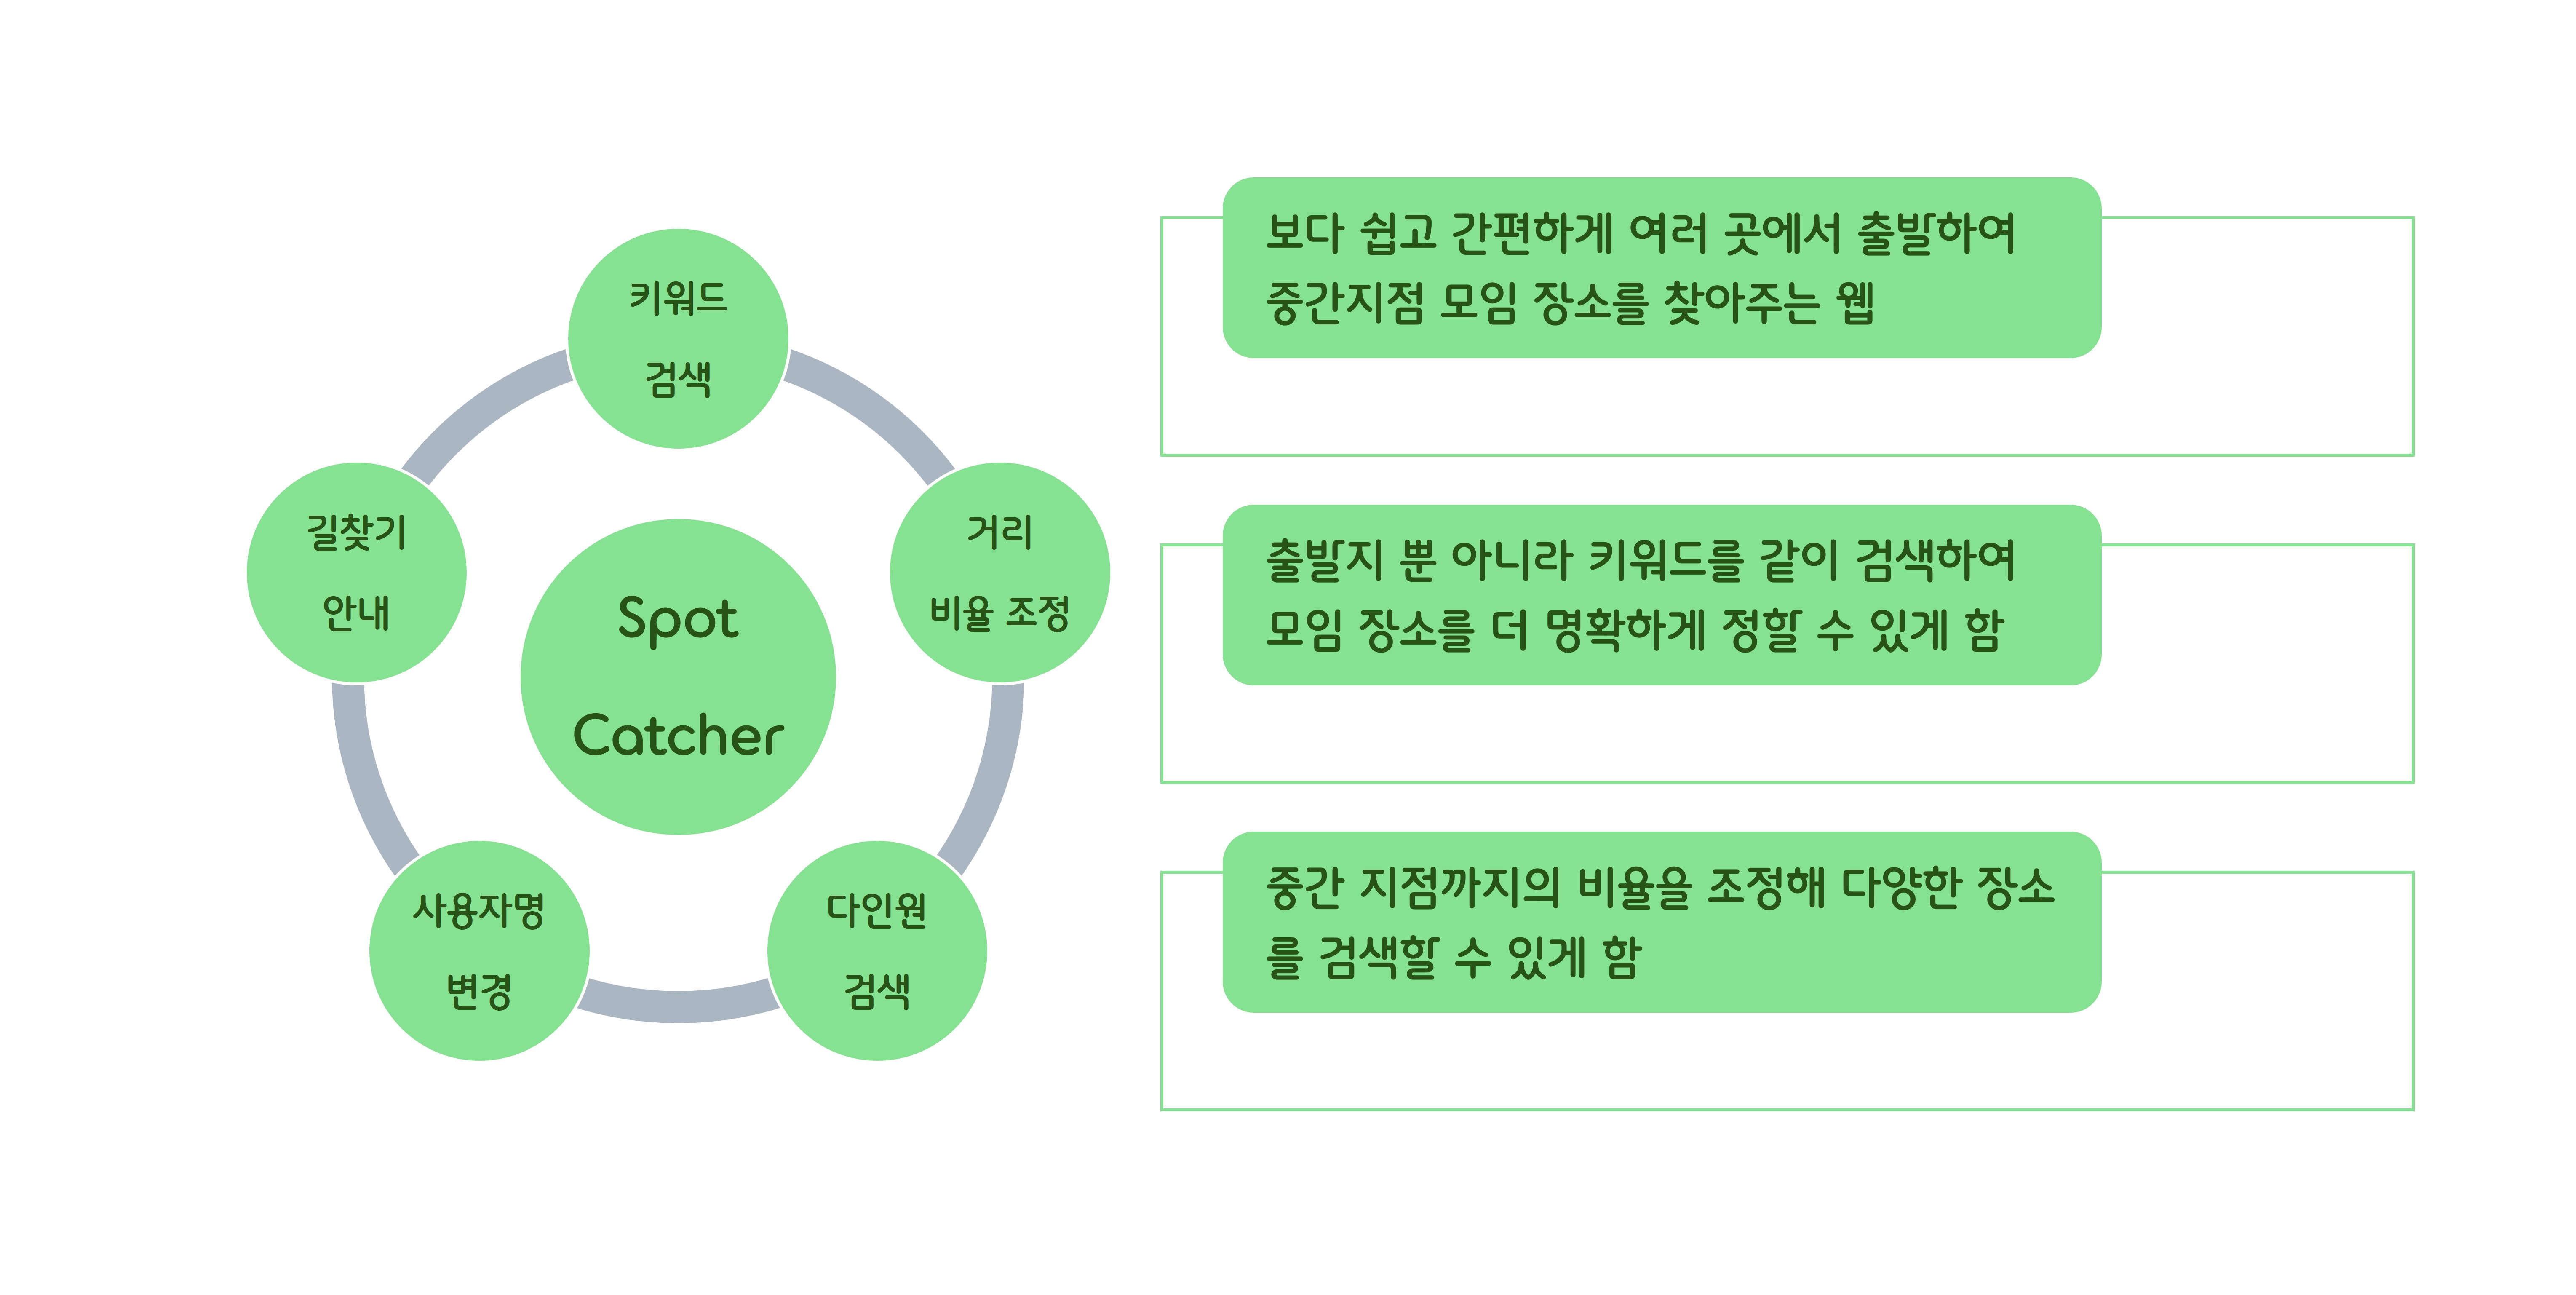 키워드
검색
거리
비율 조정
다인원
검색
사용자명
변경
길찾기
안내
Spot
Catcher
보다 쉽고 간편하게 여러 곳에서 출발하여
중간지점 모임 장소를 찾아주는 웹
출발지 뿐 아니라 키워드를 같이 검색하여
모임 장소를 더 명확하게 정할 수 있게 함
중간 지점까지의 비율을 조정해 다양한 장소
를 검색할 수 있게 함